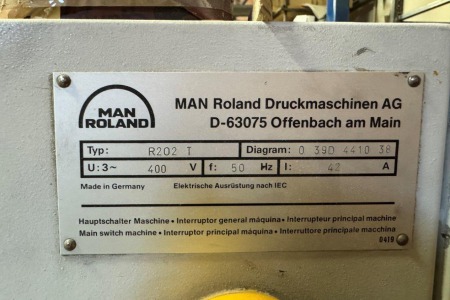 MAN
ROLAND
MAN Roland Druckmaschinen AG
D-63075 Offenbach am Main
Typ: R202 T Diagram: 0 39D 4410 38
U: 3~ 400 V f: 50 Hz I: 42 A
Made in Germany Elektrische Ausrüstung nach IEC
Hauptschalter Maschine • Interruptor general máquina • Interrupteur principal machine
Main switch machine • Interruptor principal máquina • Interruttore principale macchina
0419